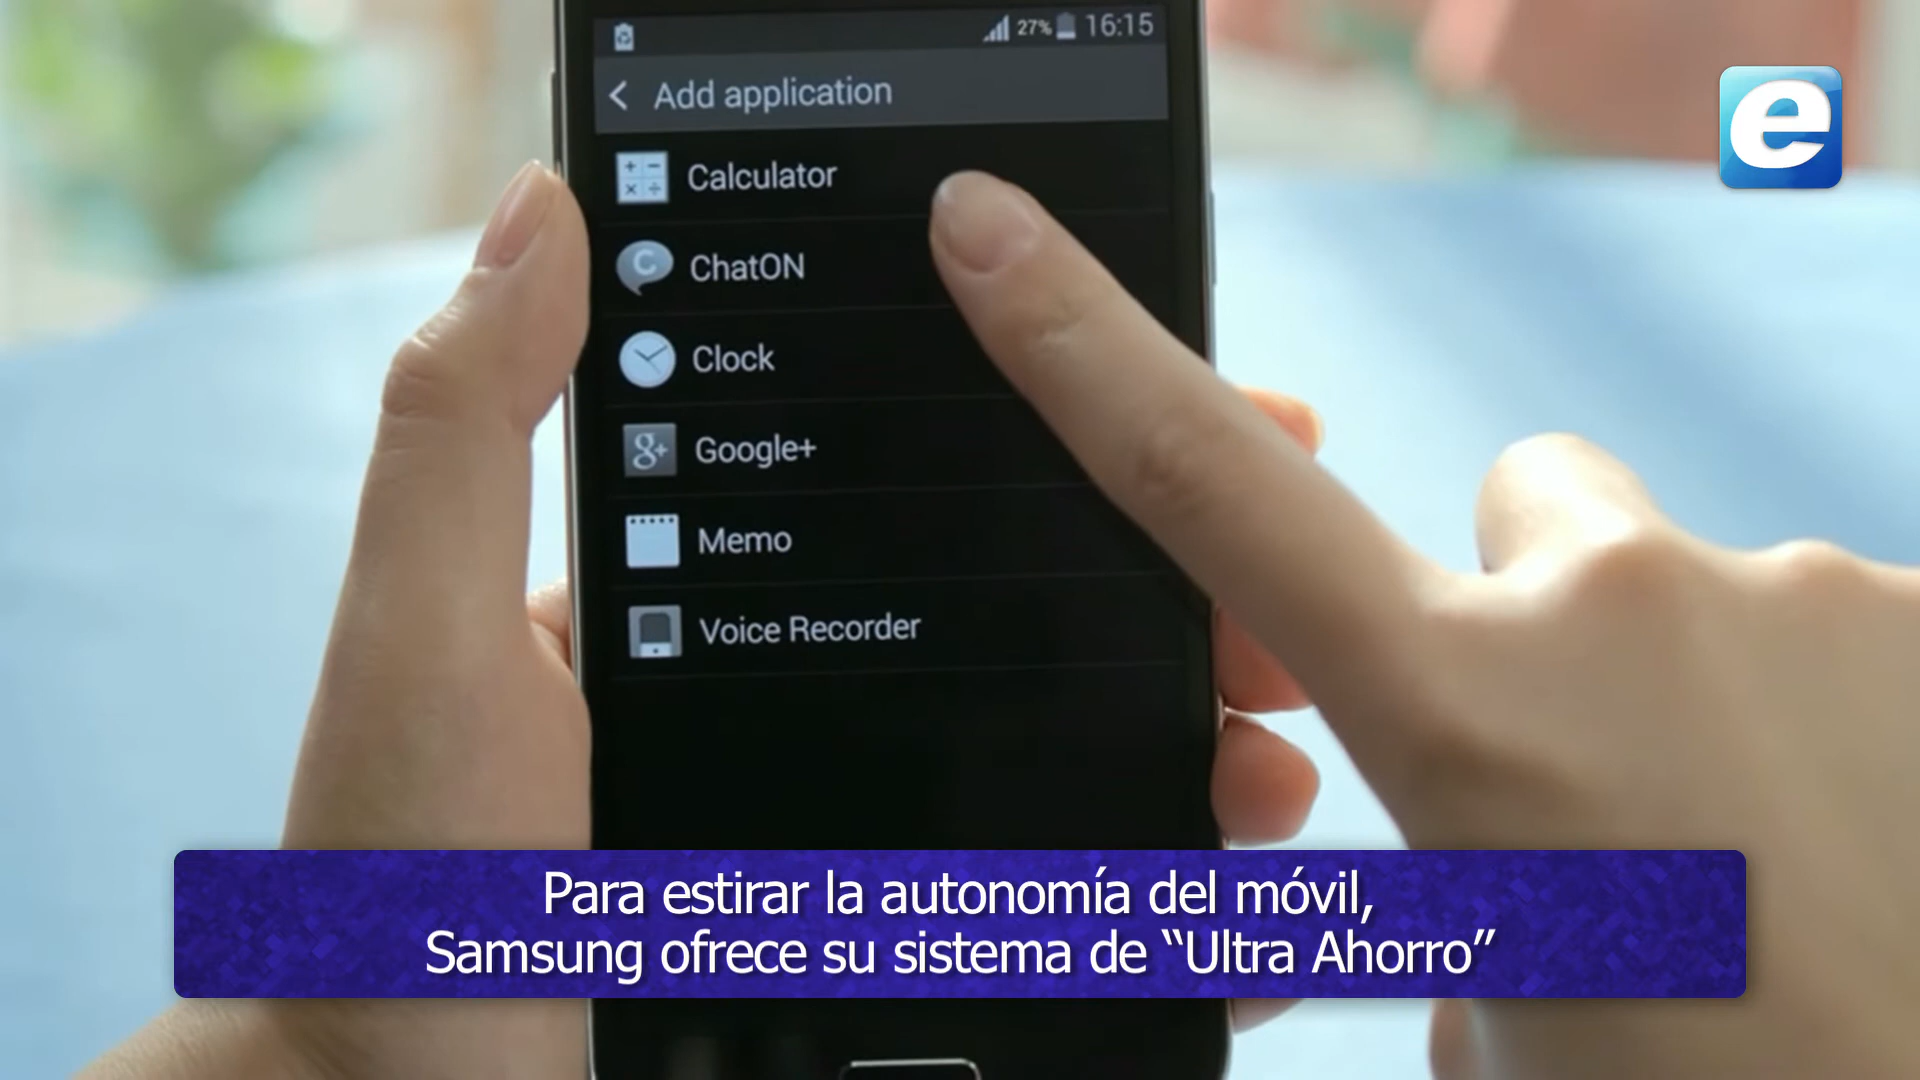 27% 16:15
Add application
Calculator
ChatON
Clock
Google+
Memo
Voice Recorder
e
Para estirar la autonomía del móvil,
Samsung ofrece su sistema de “Ultra Ahorro”